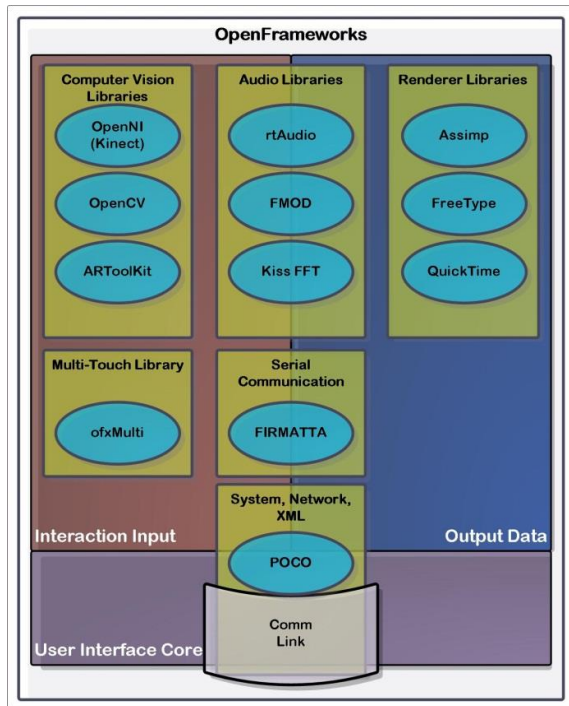 OpenFrameworks
Computer Vision
Libraries
OpenNI
(Kinect)
OpenCV
ARToolKit
Audio Libraries
rtAudio
FMOD
Kiss FFT
Renderer Libraries
Assimp
FreeType
QuickTime
Multi-Touch Library
ofxMulti
Serial
Communication
FIRMATTA
System, Network,
XML
POCO
Interaction Input
Output Data
Comm
Link
User Interface Core